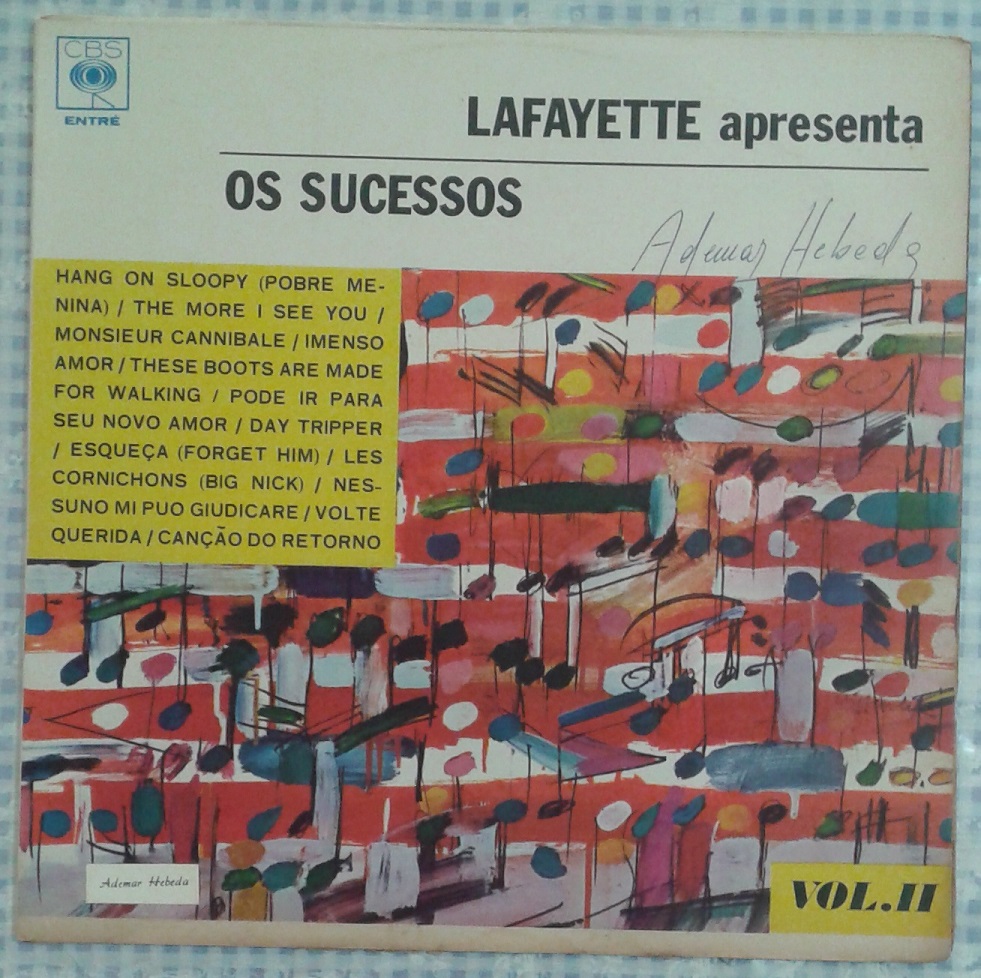 CBS
ENTRÉ
LAFAYETTE apresenta
OS SUCESSOS
Ademar Hebeda
HANG ON SLOOPY (POBRE ME-
NINA) / THE MORE I SEE YOU /
MONSIEUR CANNIBALE / IMENSO
AMOR / THESE BOOTS ARE MADE
FOR WALKING / PODE IR PARA
SEU NOVO AMOR / DAY TRIPPER
/ ESQUEÇA (FORGET HIM) / LES
CORNICHONS (BIG NICK) / NES-
SUNO MI PUO GIUDICARE / VOLTE
QUERIDA / CANÇÃO DO RETORNO
Ademar Hebeda
VOL. II